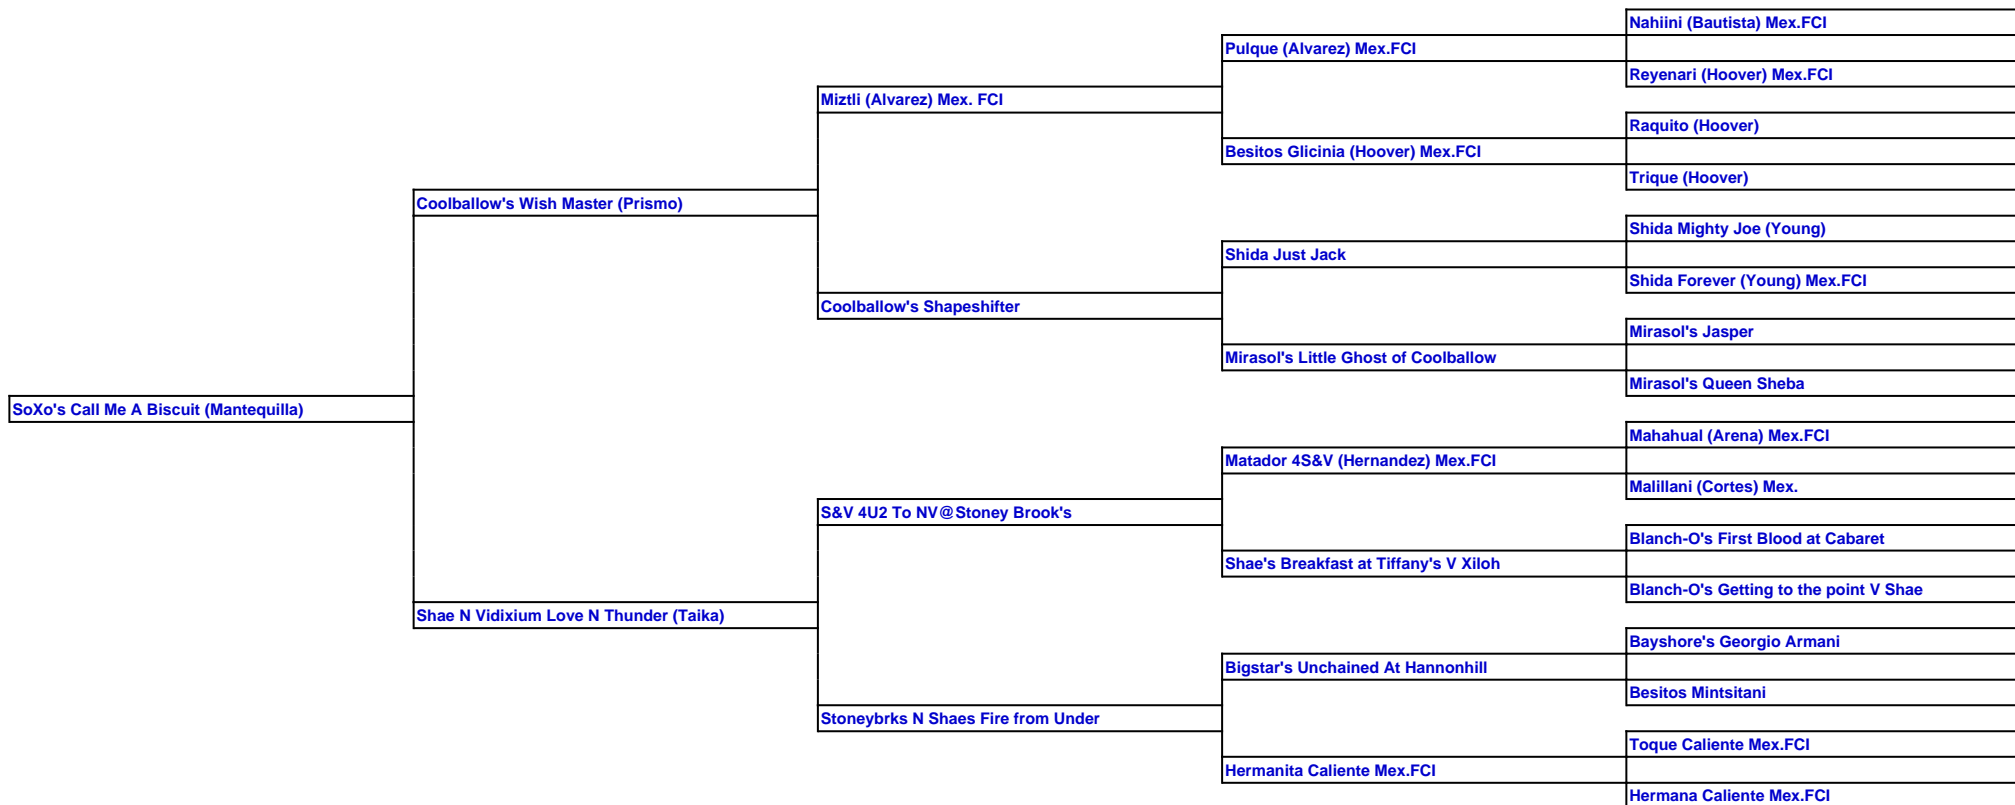 Nahiini (Bautista) Mex.FCI
Pulque (Alvarez) Mex.FCI
Reyenari (Hoover) Mex.FCI
Miztli (Alvarez) Mex. FCI
Raquito (Hoover)
Besitos Glicinia (Hoover) Mex.FCI
Trique (Hoover)
Coolballow's Wish Master (Prismo)
Shida Mighty Joe (Young)
Shida Just Jack
Shida Forever (Young) Mex.FCI
Coolballow's Shapeshifter
Mirasol's Jasper
Mirasol's Little Ghost of Coolballow
Mirasol's Queen Sheba
SoXo's Call Me A Biscuit (Mantequilla)
Mahahual (Arena) Mex.FCI
Matador 4S&V (Hernandez) Mex.FCI
Malillani (Cortes) Mex.
S&V 4U2 To NV@Stoney Brook's
Blanch-O's First Blood at Cabaret
Shae's Breakfast at Tiffany's V Xiloh
Blanch-O's Getting to the point V Shae
Shae N Vidixium Love N Thunder (Taika)
Bayshore's Georgio Armani
Bigstar's Unchained At Hannonhill
Besitos Mintsitani
Stoneybrks N Shaes Fire from Under
Toque Caliente Mex.FCI
Hermanita Caliente Mex.FCI
Hermana Caliente Mex.FCI